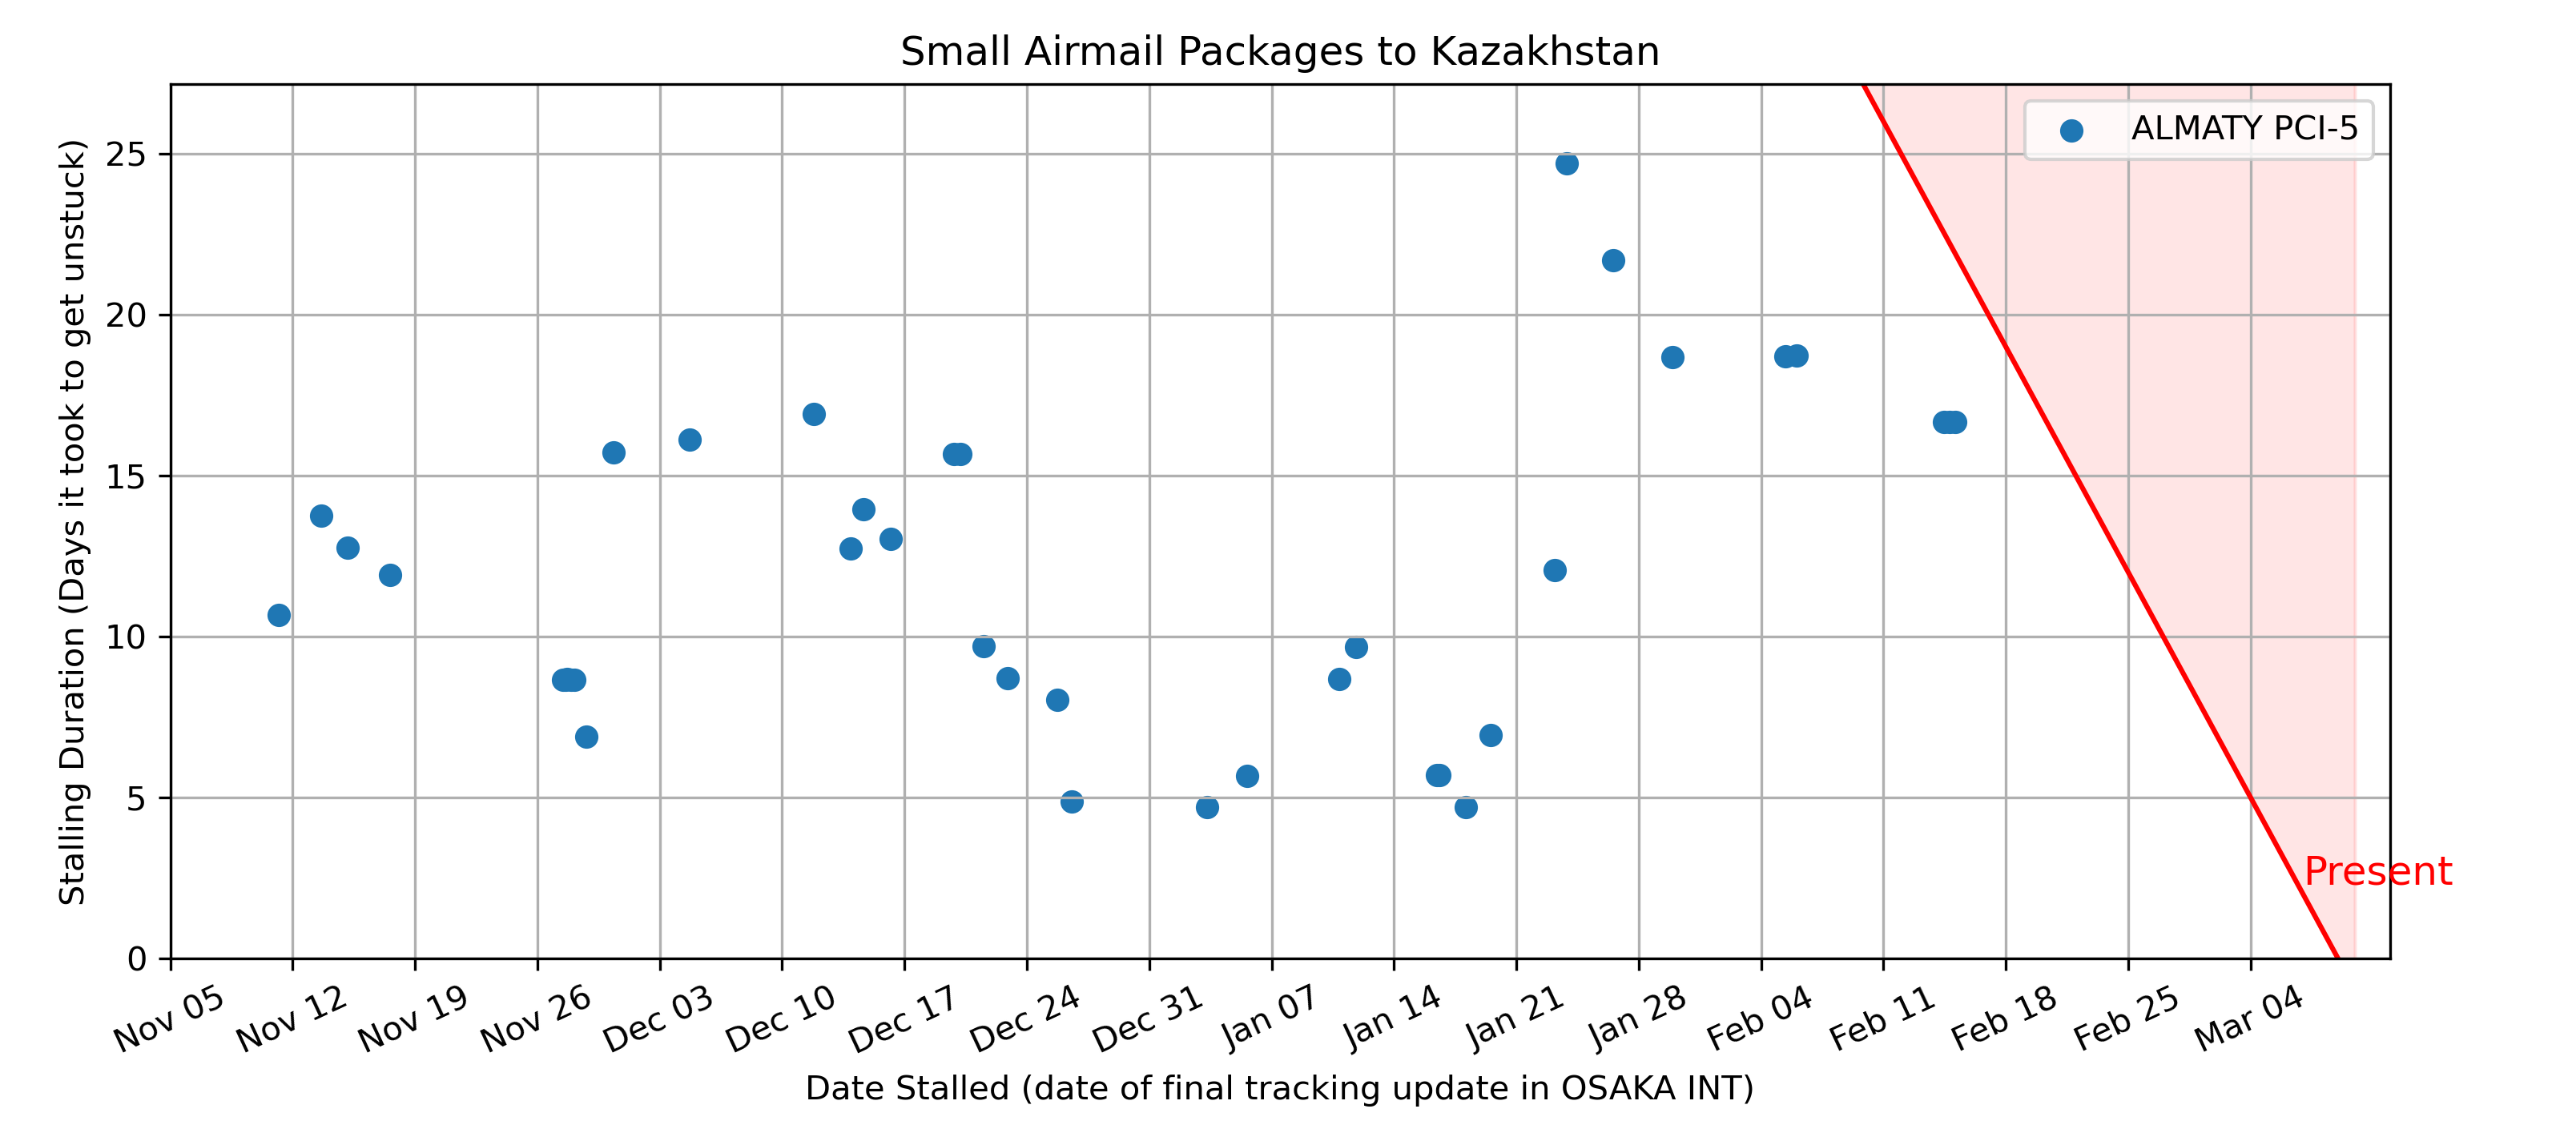 Small Airmail Packages to Kazakhstan
ALMATY PCI-5
Stalling Duration (Days it took to get unstuck)
25
20
15
10
5
0
Present
Nov 05
Nov 12
Nov 19
Nov 26
Dec 03
Dec 10
Dec 17
Dec 24
Dec 31
Jan 07
Jan 14
Jan 21
Jan 28
Feb 04
Feb 11
Feb 18
Feb 25
Mar 04
Date Stalled (date of final tracking update in OSAKA INT)